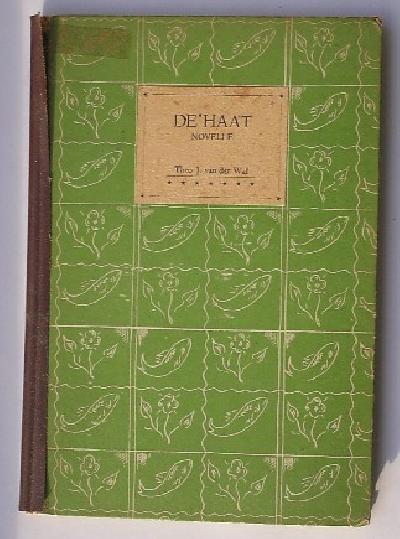 DE HAAT
NOVELLE
Theo J. van der Wal